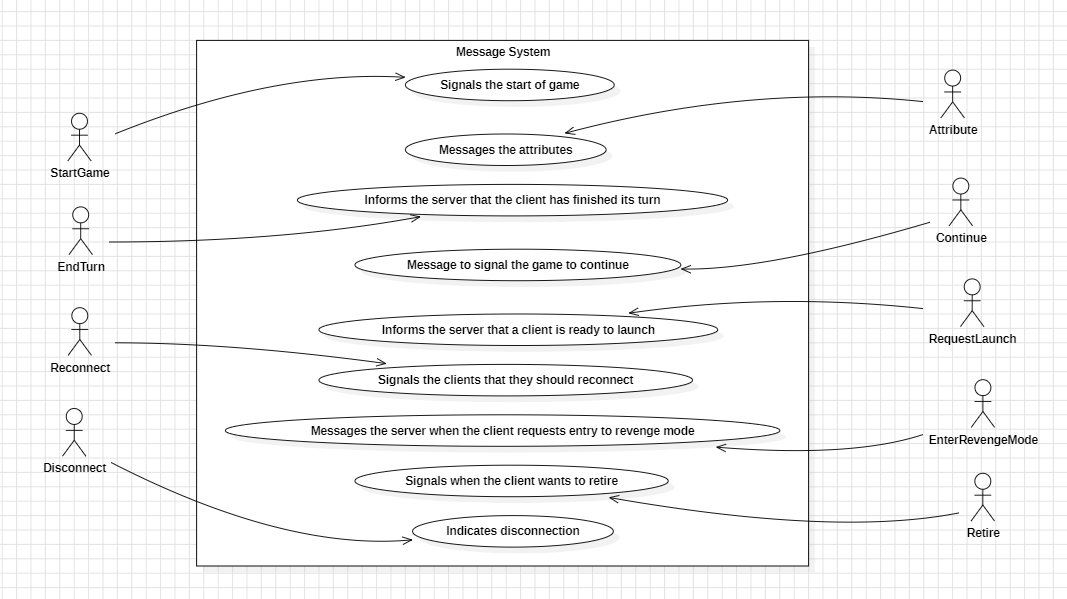 Message System
Signals the start of game
Attribute
Messages the attributes
StartGame
Informs the server that the client has finished its turn
Continue
EndTurn
Message to signal the game to continue
Informs the server that a client is ready to launch
RequestLaunch
Reconnect
Signals the clients that they should reconnect
Messages the server when the client requests entry to revenge mode
EnterRevengeMode
Disconnect
Signals when the client wants to retire
Indicates disconnection
Retire